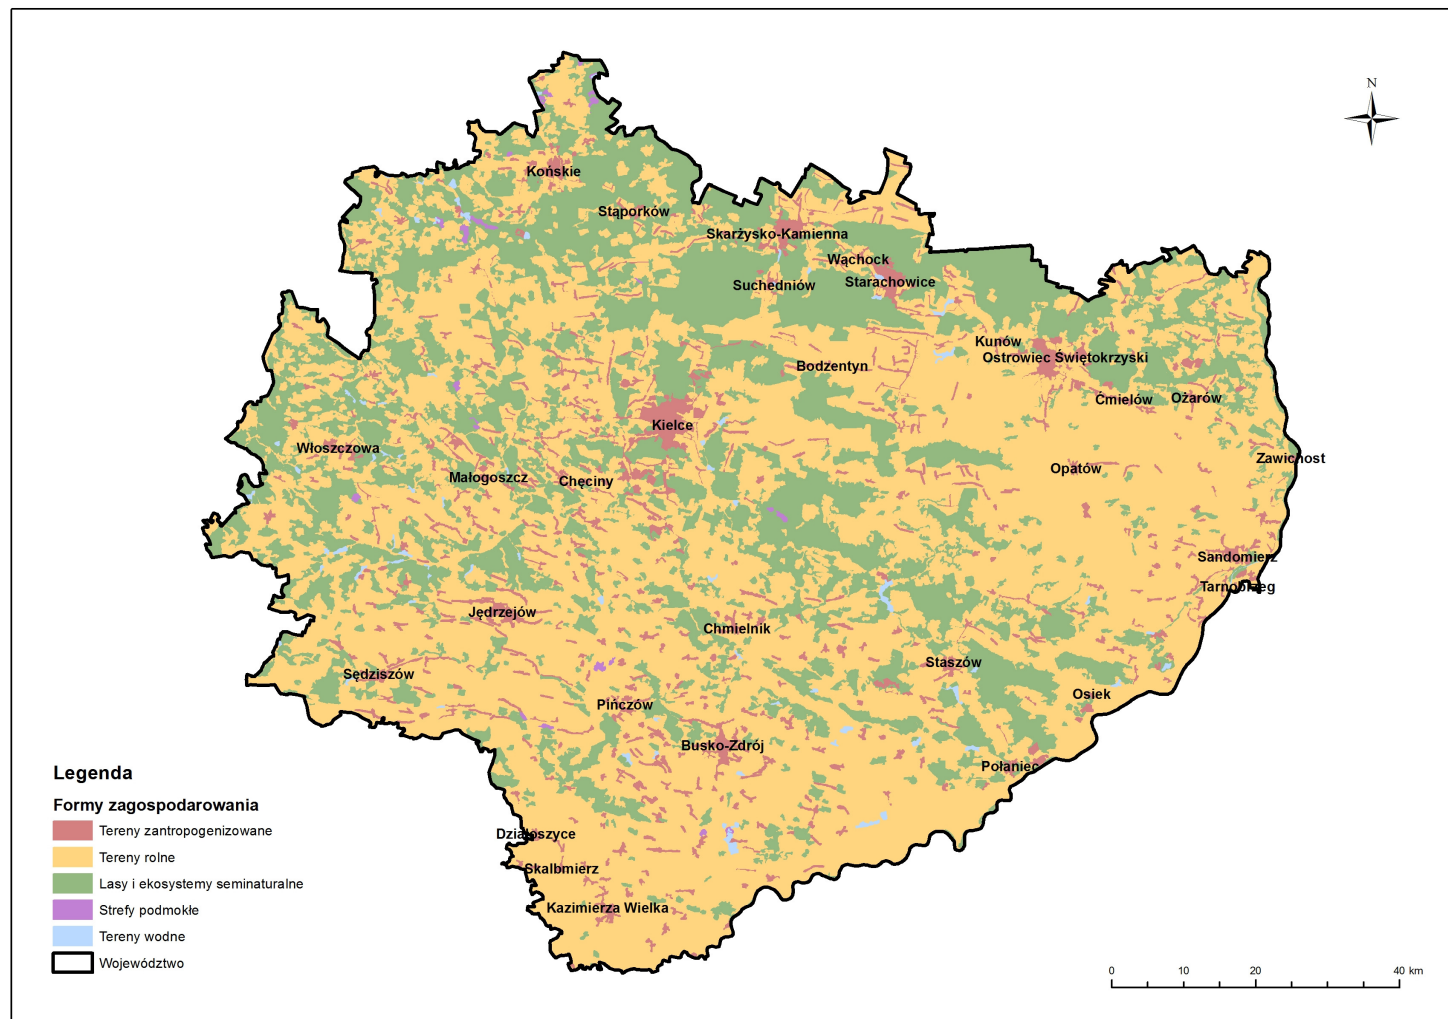 N
Końskie
Stąporków
Skarżysko-Kamienna
Wąchock
Suchedniów
Starachowice
Kunów
Ostrowiec Świętokrzyski
Bodzentyn
Ćmielów
Ożarów
Kielce
Włoszczowa
Zawichost
Małogoszcz
Chęciny
Opatów
Sandomierz
Tarnobrzeg
Jędrzejów
Chmielnik
Staszów
Sędziszów
Osiek
Pińczów
Busko-Zdrój
Połaniec
Działoszyce
Skalbmierz
Kazimierza Wielka
Legenda
Formy zagospodarowania
Tereny zantropogenizowane
Tereny rolne
Lasy i ekosystemy seminaturalne
Strefy podmokłe
Tereny wodne
Województwo
0 10 20 40 km